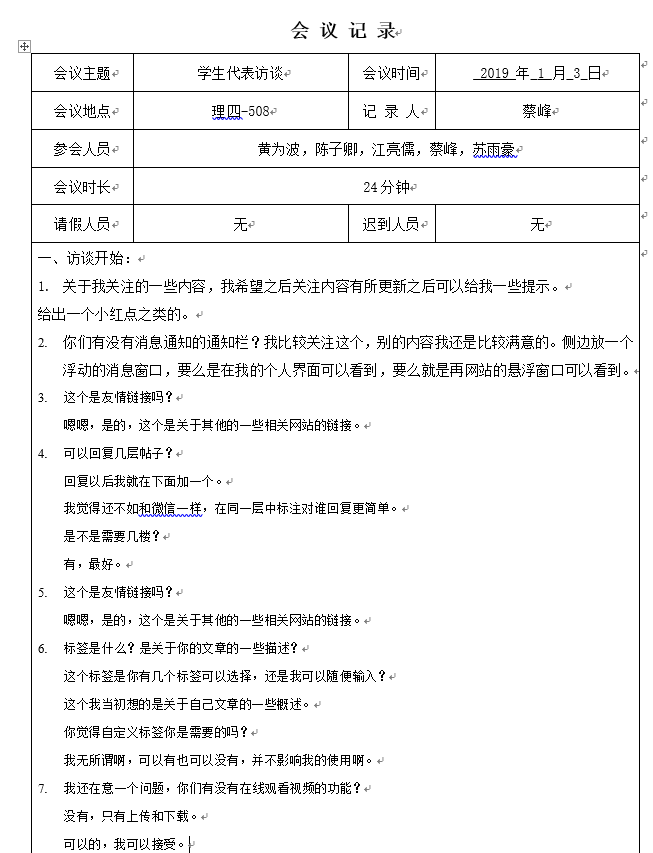 会 议 记 录
会议主题 学生代表访谈 会议时间 2019 年 1 月 3 日
会议地点 理四-508 记 录 人 蔡峰
参会人员 黄为波，陈子卿，江亮儒，蔡峰，苏雨豪
会议时长 24分钟
请假人员 无 迟到人员 无
一、访谈开始：
1. 关于我关注的一些内容，我希望之后关注内容有所更新之后可以给我一些提示。
给出一个小红点之类的。
2. 你们有没有消息通知的通知栏？我比较关注这个，别的内容我还是比较满意的。侧边放一个
浮动的消息窗口，要么是在我的个人界面可以看到，要么就是再网站的悬浮窗口可以看到。
3. 这个是友情链接吗？
嗯嗯，是的，这个是关于其他的一些相关网站的链接。
4. 可以回复几层帖子？
回复以后我就在下面加一个。
我觉得还不如和微信一样，在同一层中标注对谁回复更简单。
是不是需要几楼？
有，最好。
5. 这个是友情链接吗？
嗯嗯，是的，这个是关于其他的一些相关网站的链接。
6. 标签是什么？是关于你的文章的一些描述？
这个标签是你有几个标签可以选择，还是我可以随便输入？
这个我当初想的是关于自己文章的一些概述。
你觉得自定义标签你是需要的吗？
我无所谓啊，可以有也可以没有，并不影响我的使用啊。
7. 我还在意一个问题，你们有没有在线观看视频的功能？
没有，只有上传和下载。
可以的，我可以接受。